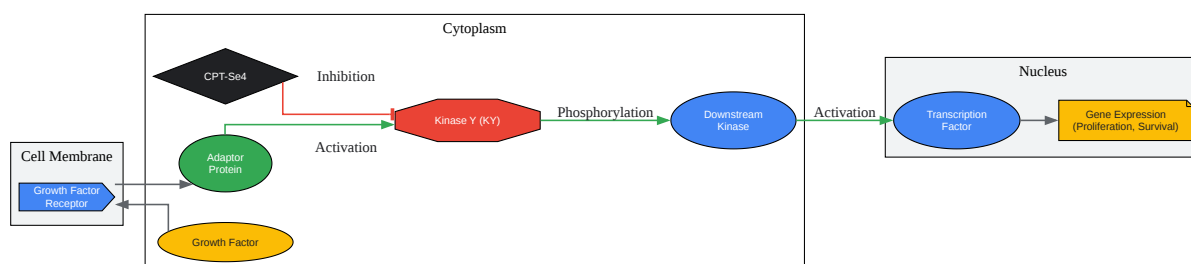 Cytoplasm
CPT-Se4
Inhibition
Nucleus
Kinase Y (KY)
Phosphorylation
Downstream
Kinase
Activation
Transcription
Factor
Gene Expression
(Proliferation, Survival)
Activation
Cell Membrane
Adaptor
Protein
Growth Factor
Receptor
Growth Factor